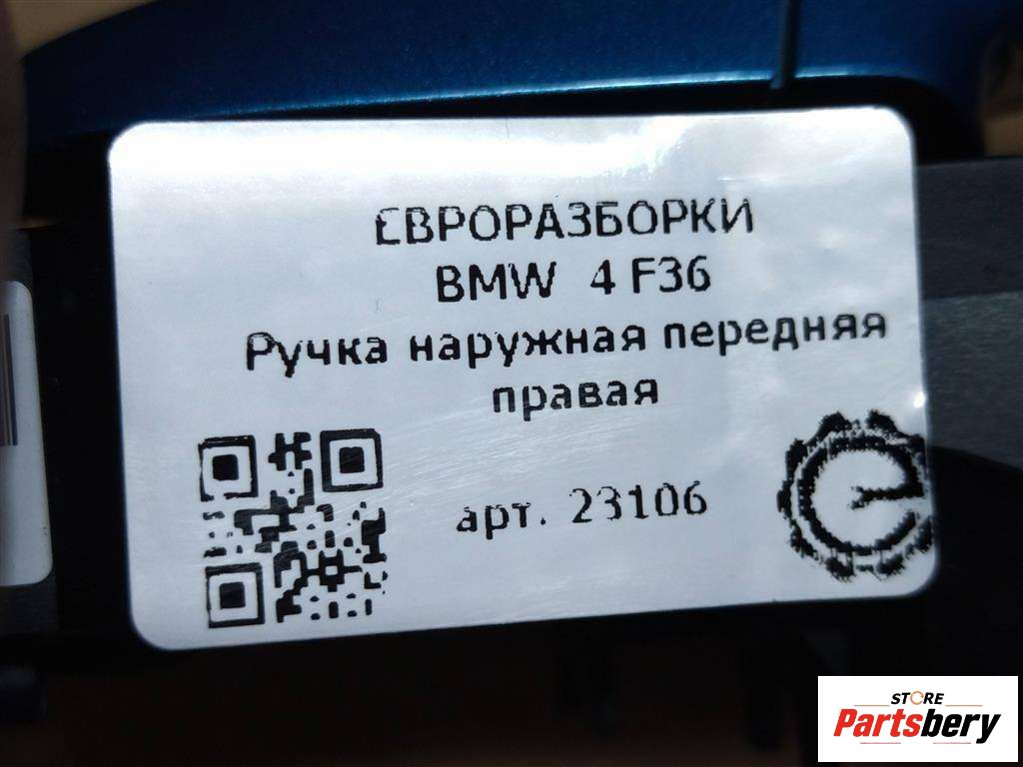 ЕВРОРАЗБОРКИ
BMW 4 F36
Ручка наружная передняя
правая
арт. 23106
STORE
Partsbery